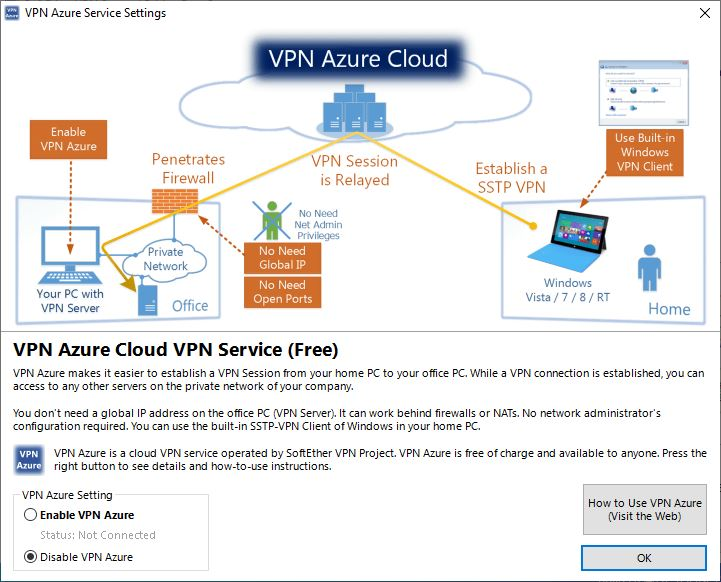 VPN Azure Service Settings
VPN
Azure
VPN Azure Cloud
Enable
VPN Azure
Penetrates
Firewall
VPN Session
is Relayed
Establish a
SSTP VPN
Use Built-in
Windows
VPN Client
No Need
Net Admin
Privileges
No Need
Global IP
No Need
Open Ports
Private
Network
Your PC with
VPN Server
Office
Windows
Vista / 7 / 8 / RT
Home
VPN Azure Cloud VPN Service (Free)
VPN Azure makes it easier to establish a VPN Session from your home PC to your office PC. While a VPN connection is established, you can
access to any other servers on the private network of your company.
You don't need a global IP address on the office PC (VPN Server). It can work behind firewalls or NATs. No network administrator's
configuration required. You can use the built-in SSTP-VPN Client of Windows in your home PC.
VPN
Azure
VPN Azure is a cloud VPN service operated by SoftEther VPN Project. VPN Azure is free of charge and available to anyone. Press the
right button to see details and how-to-use instructions.
VPN Azure Setting
Enable VPN Azure
Status: Not Connected
Disable VPN Azure
How to Use VPN Azure
(Visit the Web)
OK